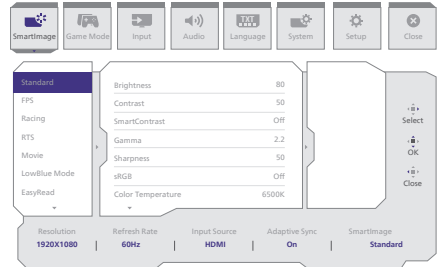 TXT
SmartImage Game Mode Input Audio Language System Setup Close
Standard
FPS
Racing
RTS
Movie
LowBlue Mode
EasyRead
Brightness 80
Contrast 50
SmartContrast Off
Gamma 2.2
Sharpness 50
sRGB Off
Color Temperature 6500K
Select
OK
Close
Resolution Refresh Rate Input Source Adaptive Sync SmartImage
1920X1080 | 60Hz | HDMI | On | Standard